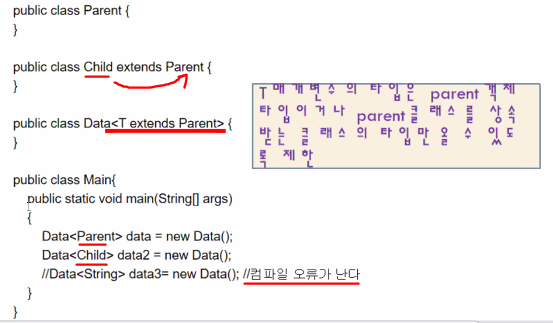 public class Parent {
}
public class Child extends Parent {
}
public class Data<T extends Parent> {
}
public class Main{
public static void main(String[] args)
{
Data<Parent> data = new Data();
Data<Child> data2 = new Data();
//Data<String> data3= new Data(); //컴파일 오류가 난다
}
}
T 매개변수의 타입은 parent 객체
타입이거나 parent클래스를 상속
받는 클래스의 타입만 올 수 있도
록 제한